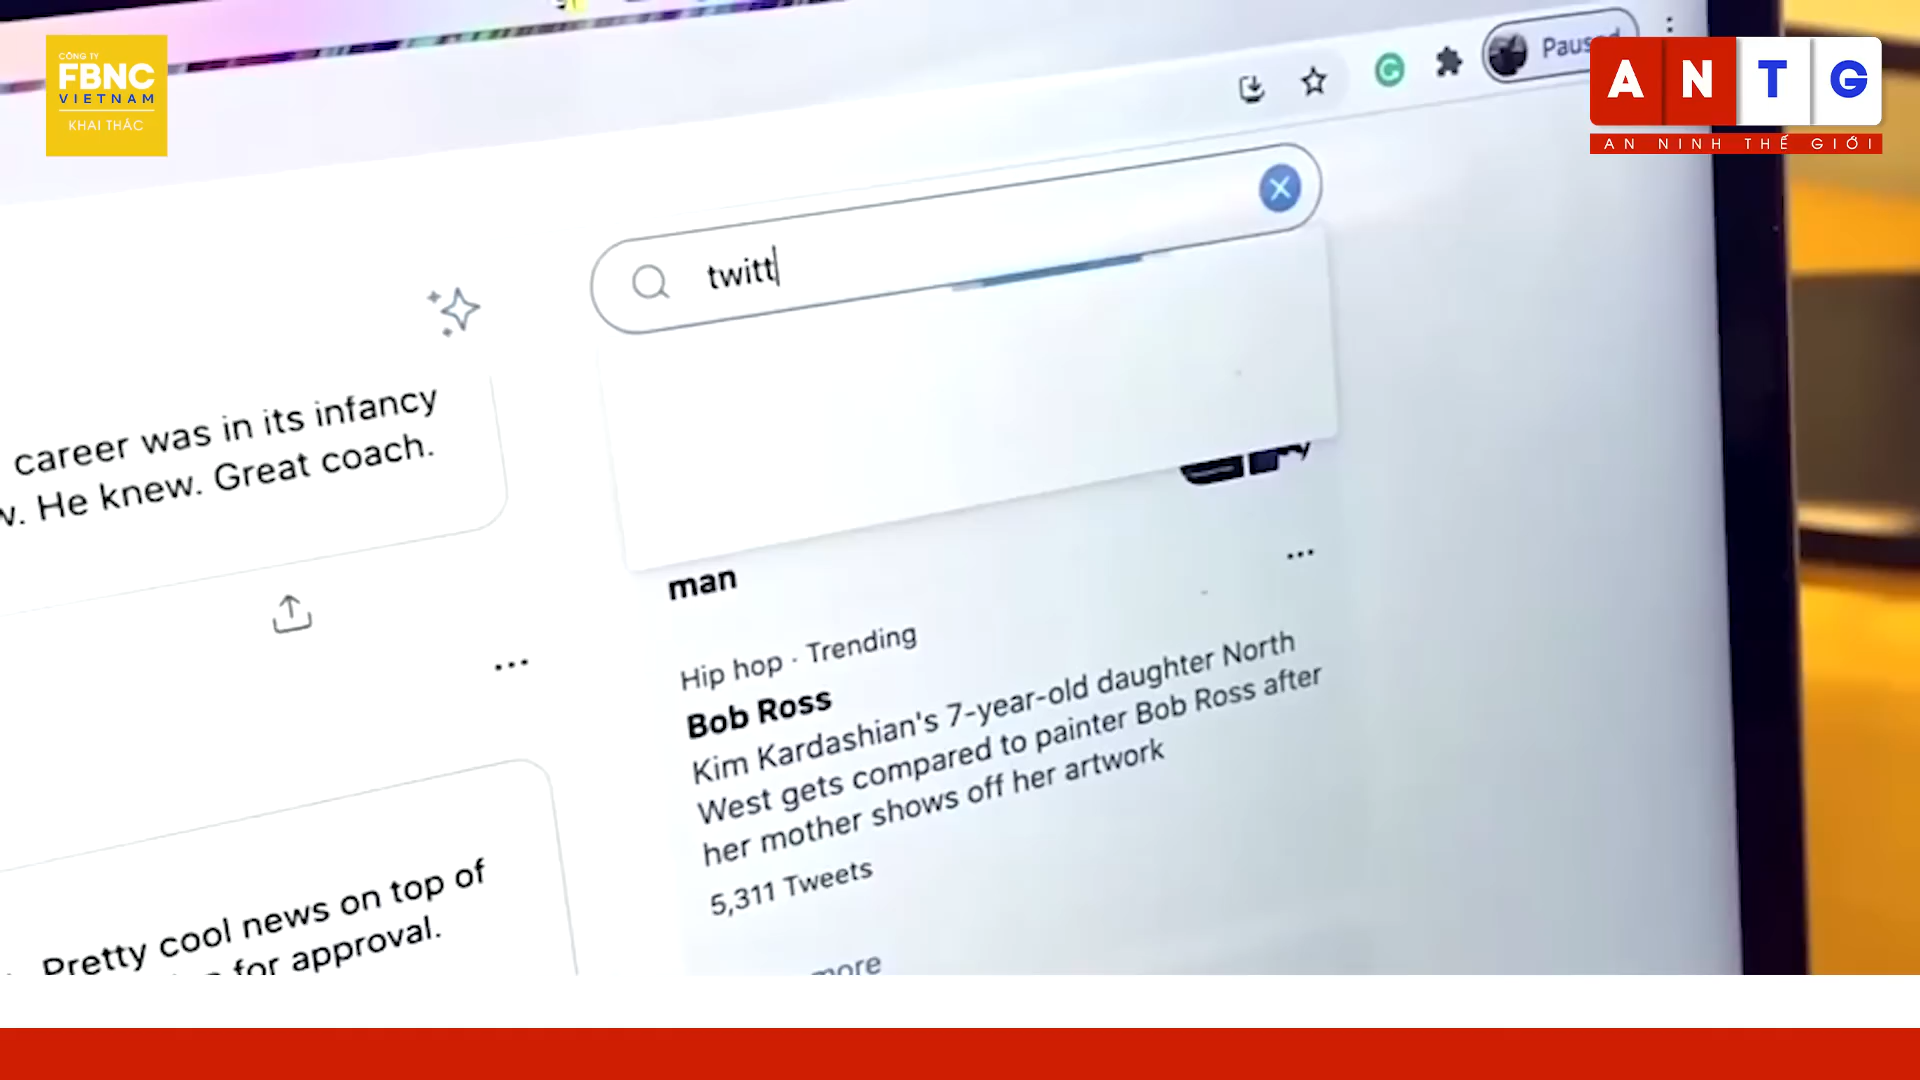 CÔNG TY
FBNC
VIETNAM
KHAI THÁC
A N T G
AN NINH THẾ GIỚI
twitt
career was in its infancy
He knew. Great coach.
man
Hip hop · Trending
Bob Ross
Kim Kardashian's 7-year-old daughter North
West gets compared to painter Bob Ross after
her mother shows off her artwork
5,311 Tweets
more
Pretty cool news on top of
for approval.